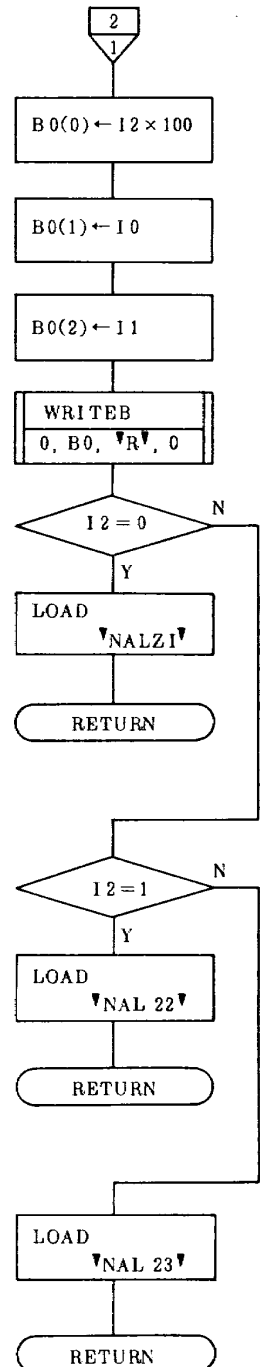 2
1
B0(0)←I2×100
B0(1)←I0
B0(2)←I1
WRITEB
0, B0, "R", 0
I2=0
N
Y
LOAD
"NALZ1"
RETURN
I2=1
N
Y
LOAD
"NAL 22"
RETURN
LOAD
"NAL 23"
RETURN